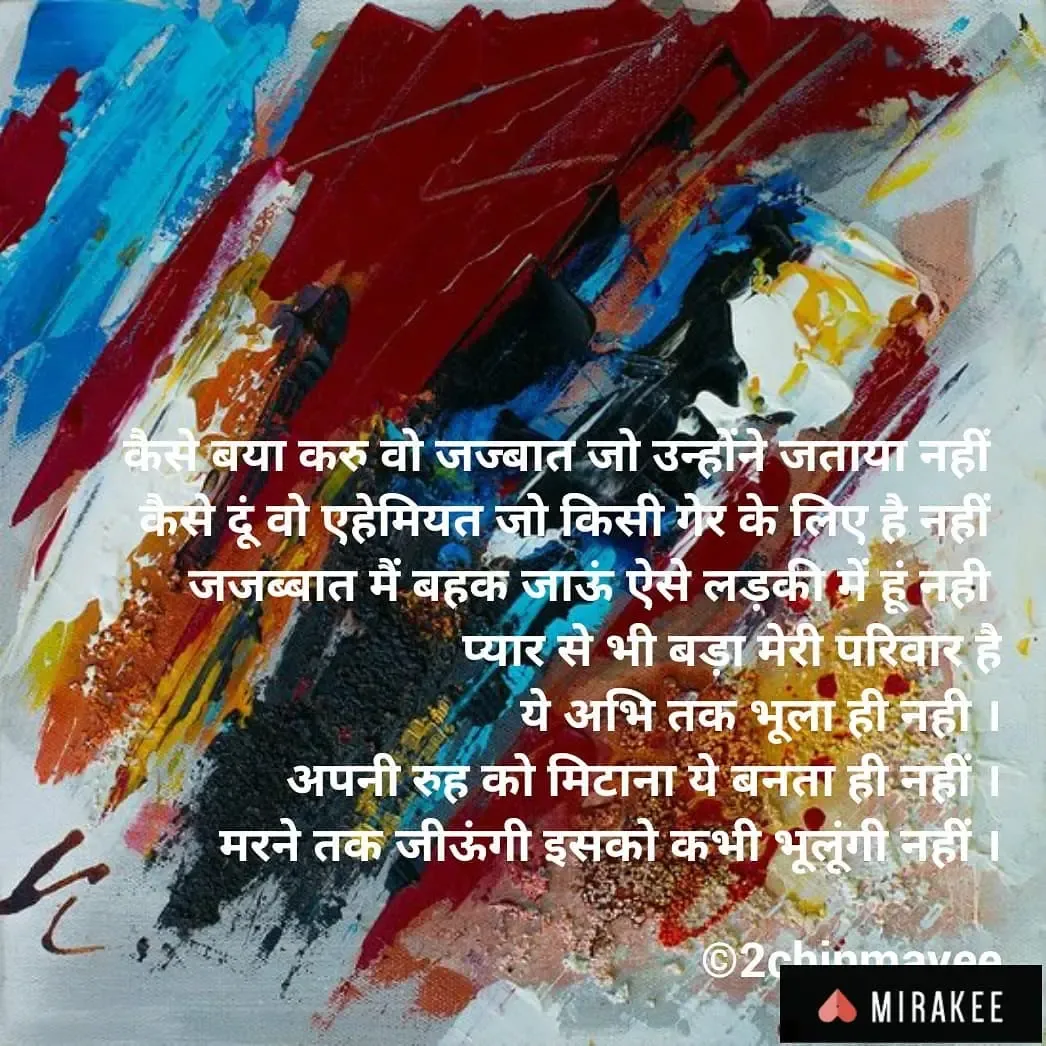 कैसे बया करु वो जज्बात जो उन्होंने जताया नहीं
कैसे दूं वो एहेमियत जो किसी गेर के लिए है नहीं
जजब्बात मैं बहक जाऊं ऐसे लड़की में हूं नही
प्यार से भी बड़ा मेरी परिवार है
ये अभि तक भूला ही नही ।
अपनी रुह को मिटाना ये बनता ही नहीं ।
मरने तक जीऊंगी इसको कभी भूलूंगी नहीं ।
©2chinmayee
MIRAKEE